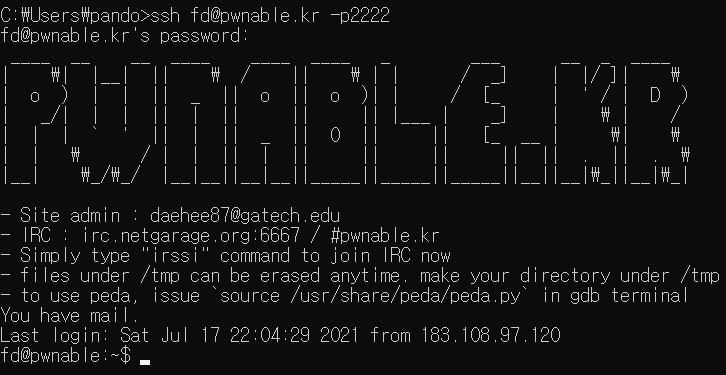 C:₩Users₩pando>ssh fd@pwnable.kr -p2222
fd@pwnable.kr's password:
PWNABLE.KR
- Site admin : daehee87@gatech.edu
- IRC : irc.netgarage.org:6667 / #pwnable.kr
- Simply type "irssi" command to join IRC now
- files under /tmp can be erased anytime. make your directory under /tmp
- to use peda, issue `source /usr/share/peda/peda.py` in gdb terminal
You have mail.
Last login: Sat Jul 17 22:04:29 2021 from 183.108.97.120
fd@pwnable:~$